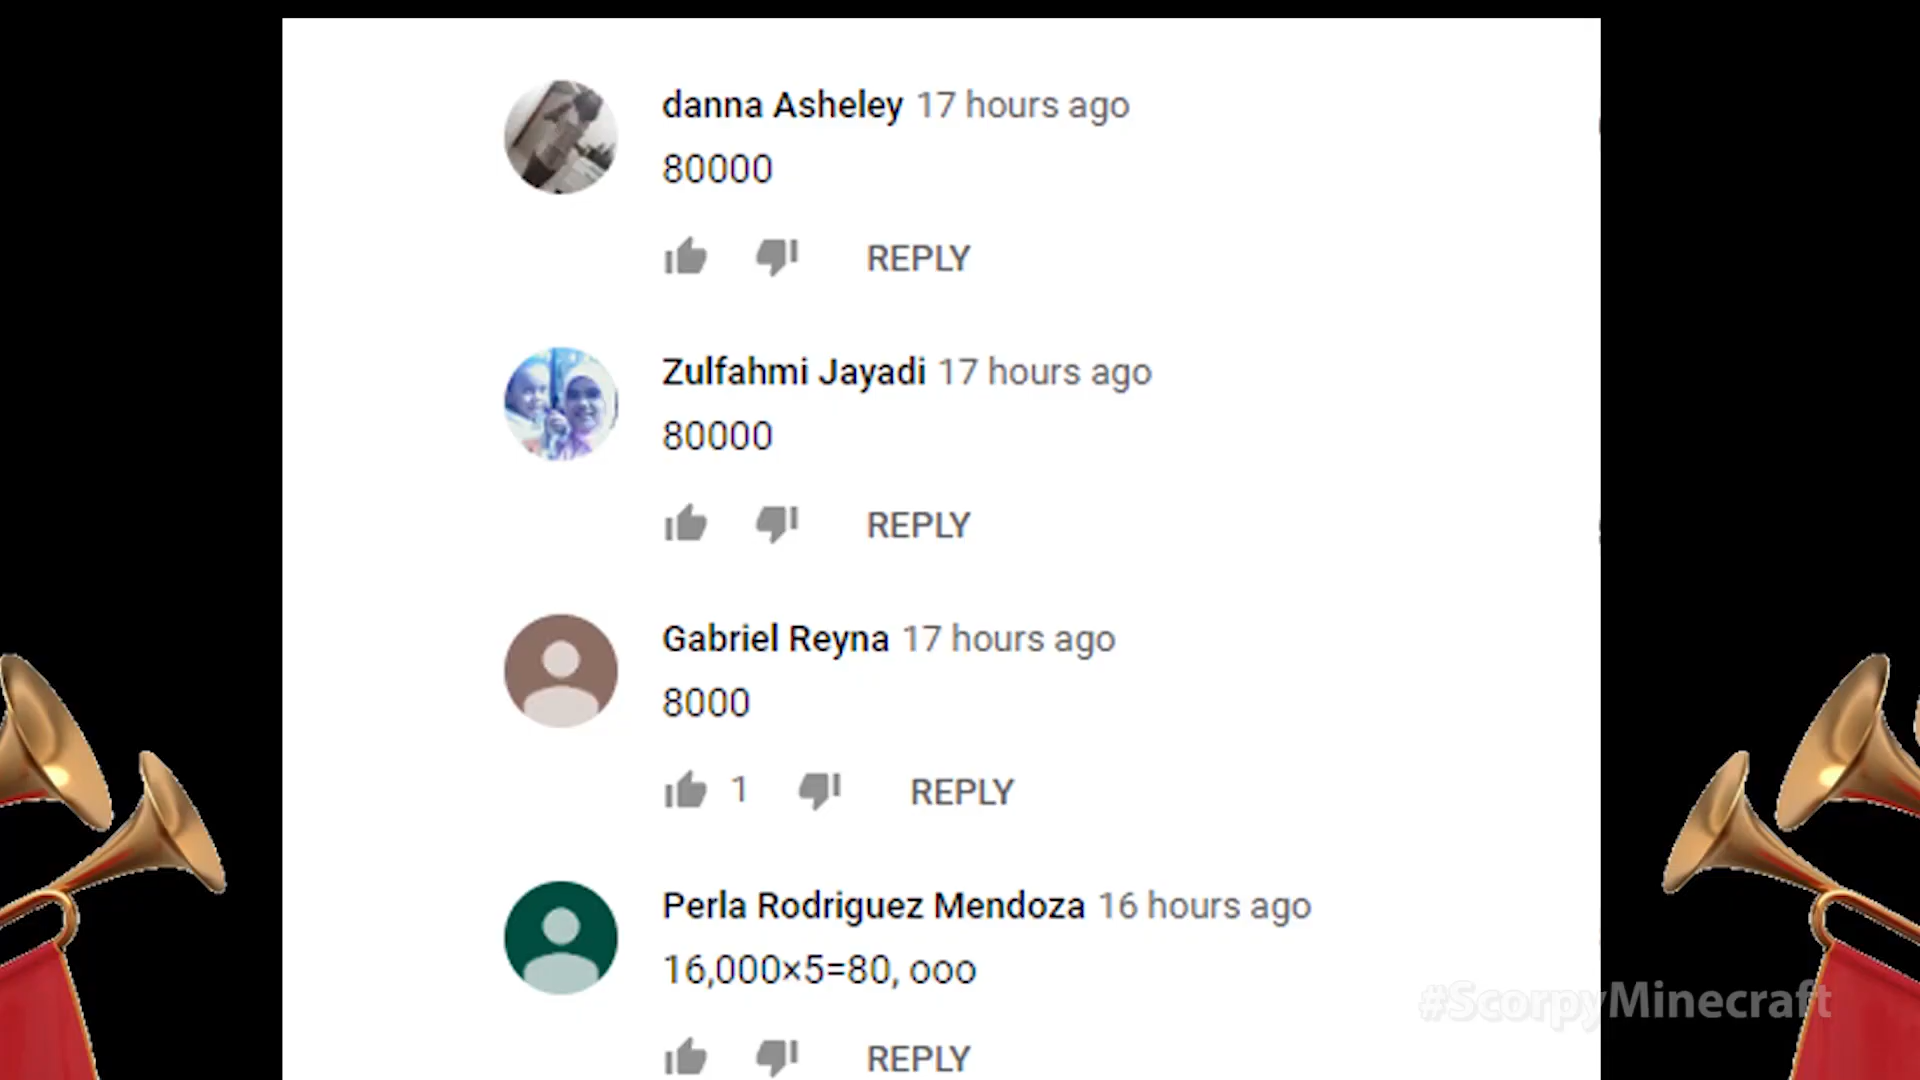 danna Asheley 17 hours ago
80000
REPLY
Zulfahmi Jayadi 17 hours ago
80000
REPLY
Gabriel Reyna 17 hours ago
8000
1 REPLY
Perla Rodriguez Mendoza 16 hours ago
16,000×5=80, ooo
#ScorpyMinecraft
REPLY